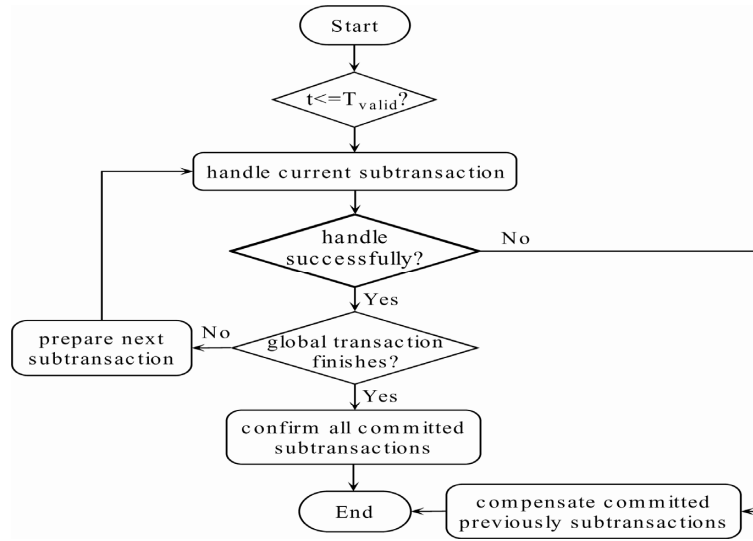 Start
t<=Tvalid?
handle current subtransaction
handle
successfully?
No
Yes
prepare next
subtransaction
No
global transaction
finishes?
Yes
confirm all committed
subtransactions
End
compensate committed
previously subtransactions